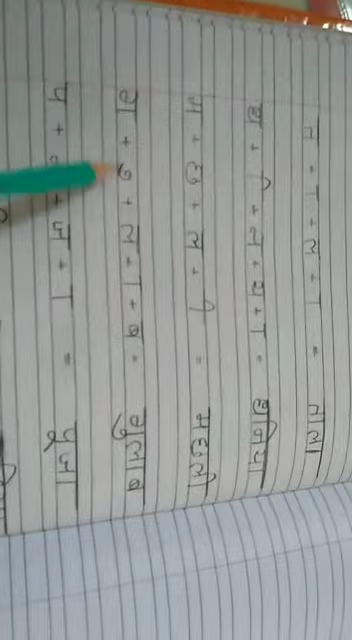 त + ा + ल + ा = ताला
ध + ि + न + य + ा = धनिया
म + छ + ल + ी = मछली
ग + ु + ल + ा + ब = गुलाब
प + + ज + ा = पूजा